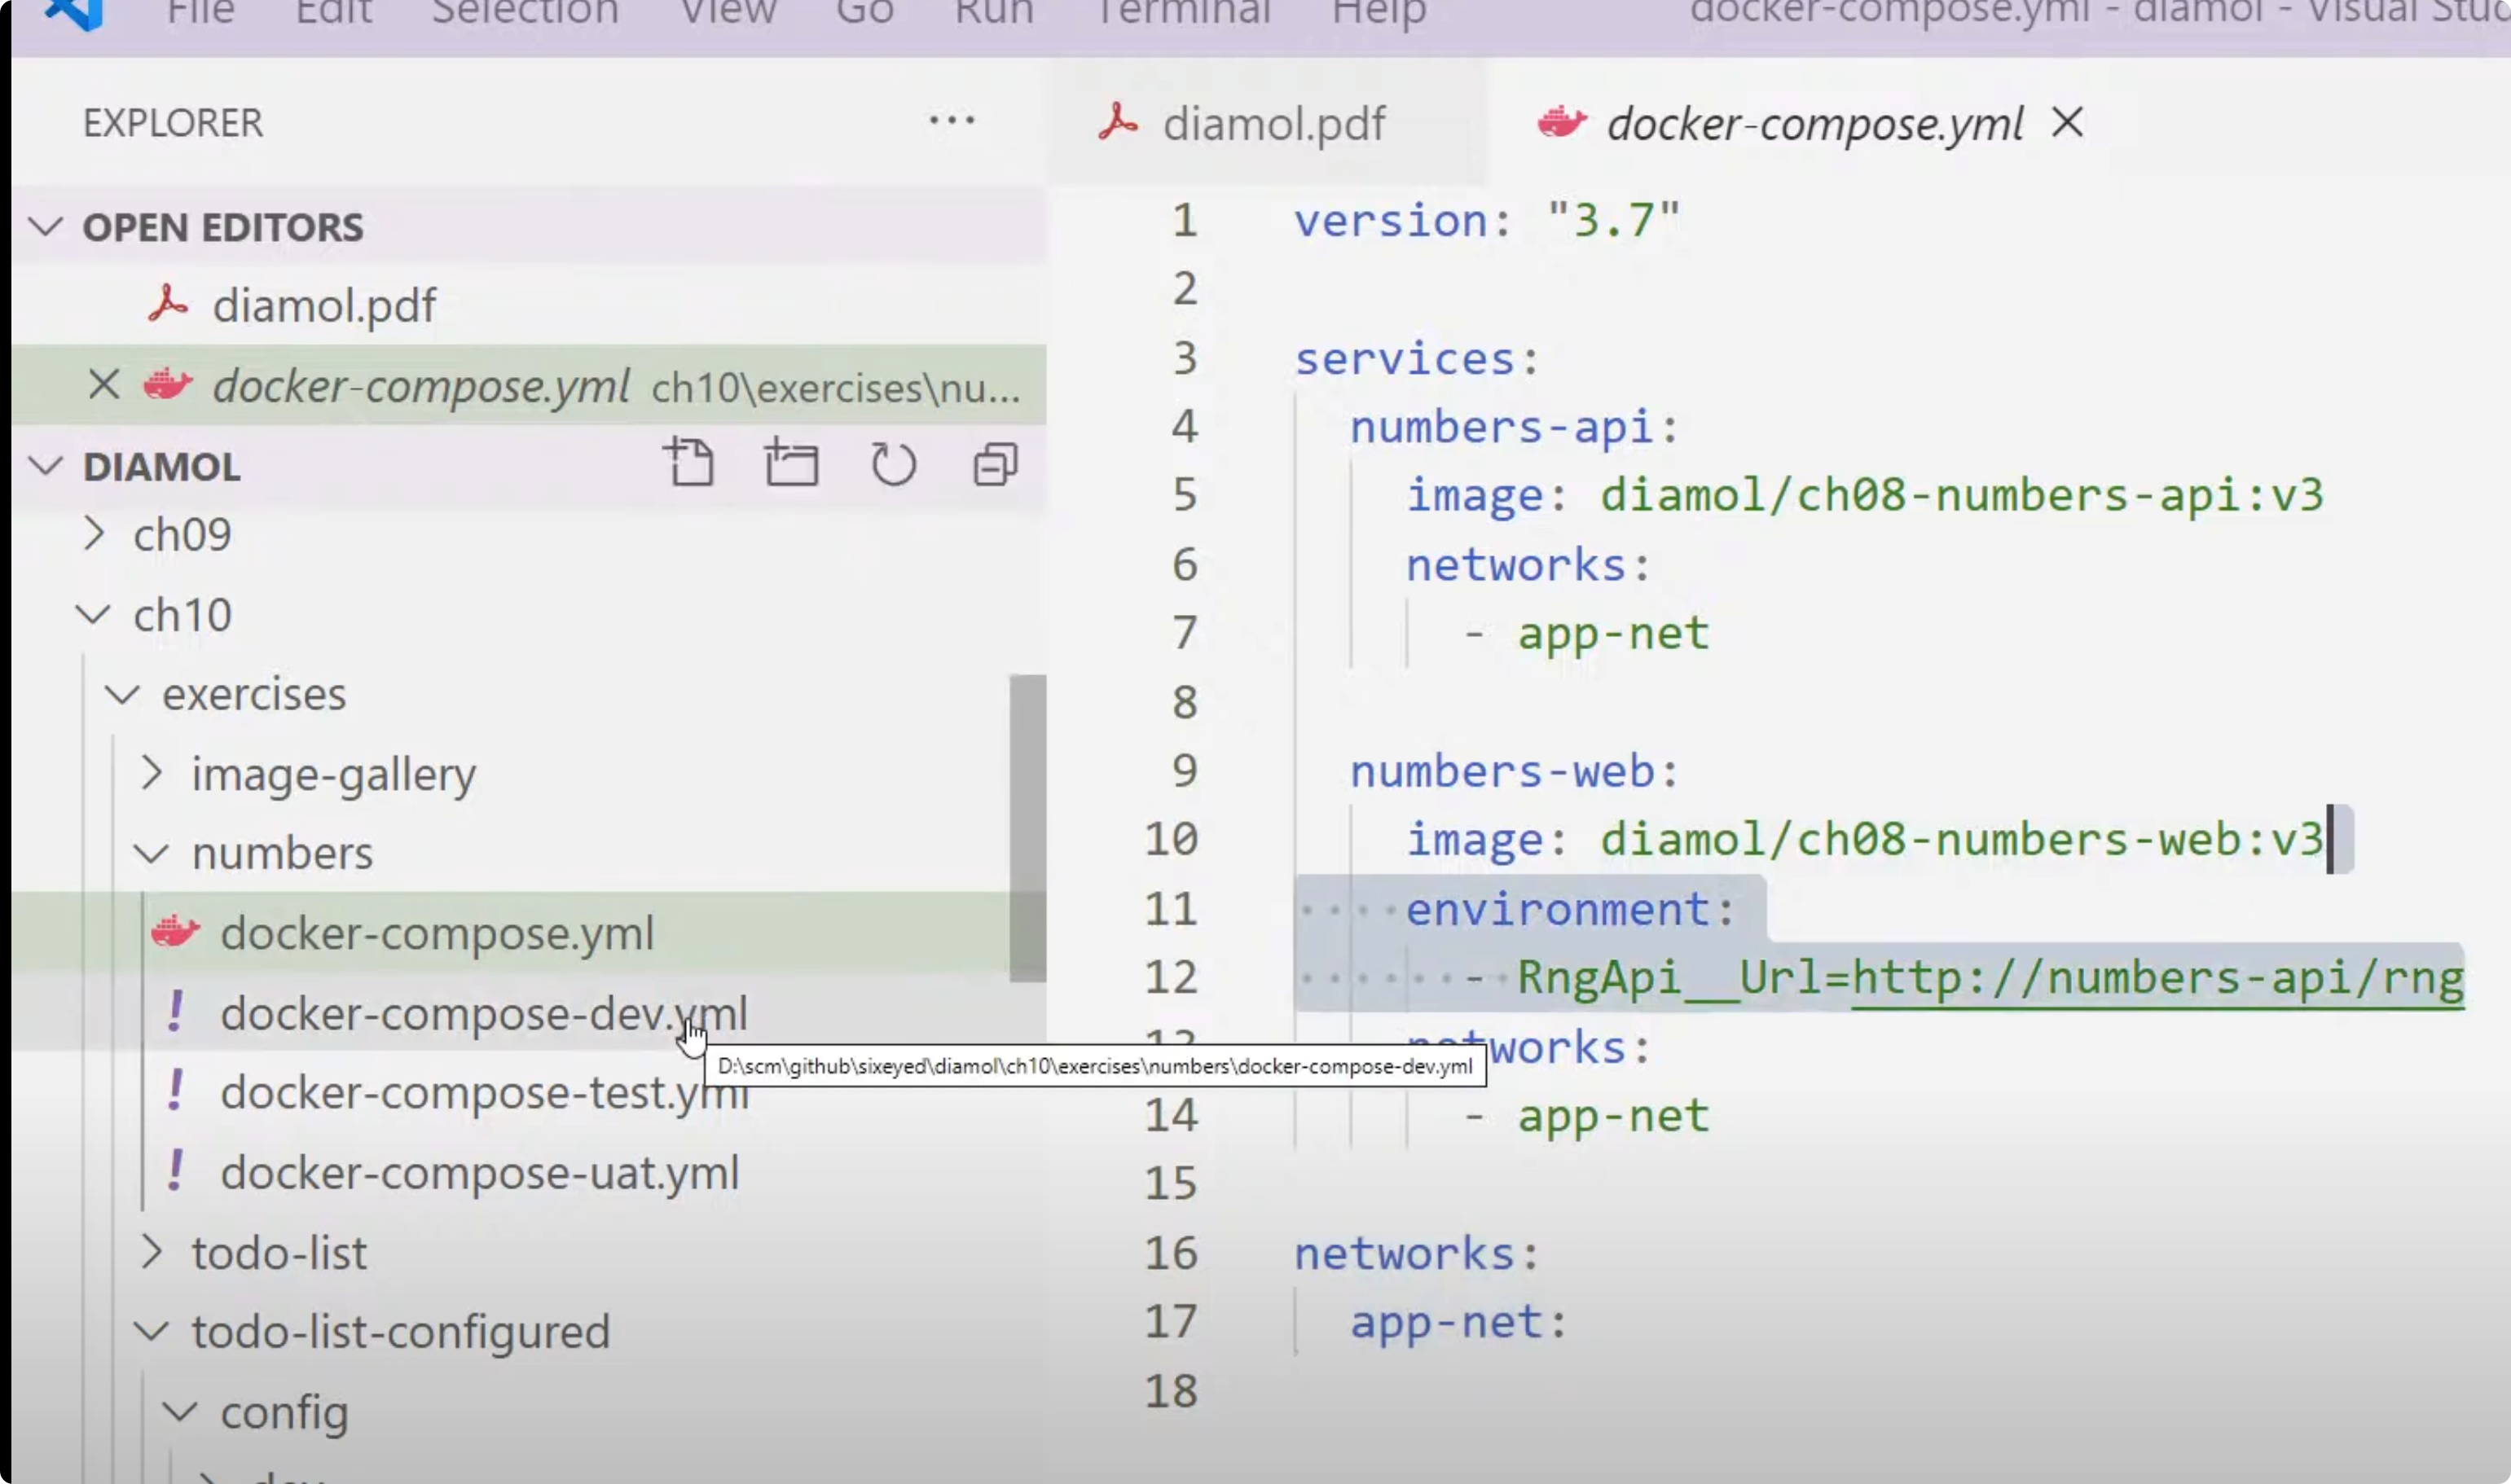 File Edit Selection View Go Run Terminal Help docker-compose.yml - diamol - Visual Stud
EXPLORER
OPEN EDITORS
diamol.pdf
docker-compose.yml ch10\exercises\nu...
DIAMOL
ch09
ch10
exercises
image-gallery
numbers
docker-compose.yml
docker-compose-dev.yml
D:\scm\github\sixeyed\diamol\ch10\exercises\numbers\docker-compose-dev.yml
docker-compose-test.yml
docker-compose-uat.yml
todo-list
todo-list-configured
config
dev
diamol.pdf docker-compose.yml
1 version: "3.7"
2
3 services:
4   numbers-api:
5     image: diamol/ch08-numbers-api:v3
6     networks:
7       - app-net
8
9   numbers-web:
10     image: diamol/ch08-numbers-web:v3
11     environment:
12       - RngApi__Url=http://numbers-api/rng
13     networks:
14       - app-net
15
16 networks:
17   app-net:
18